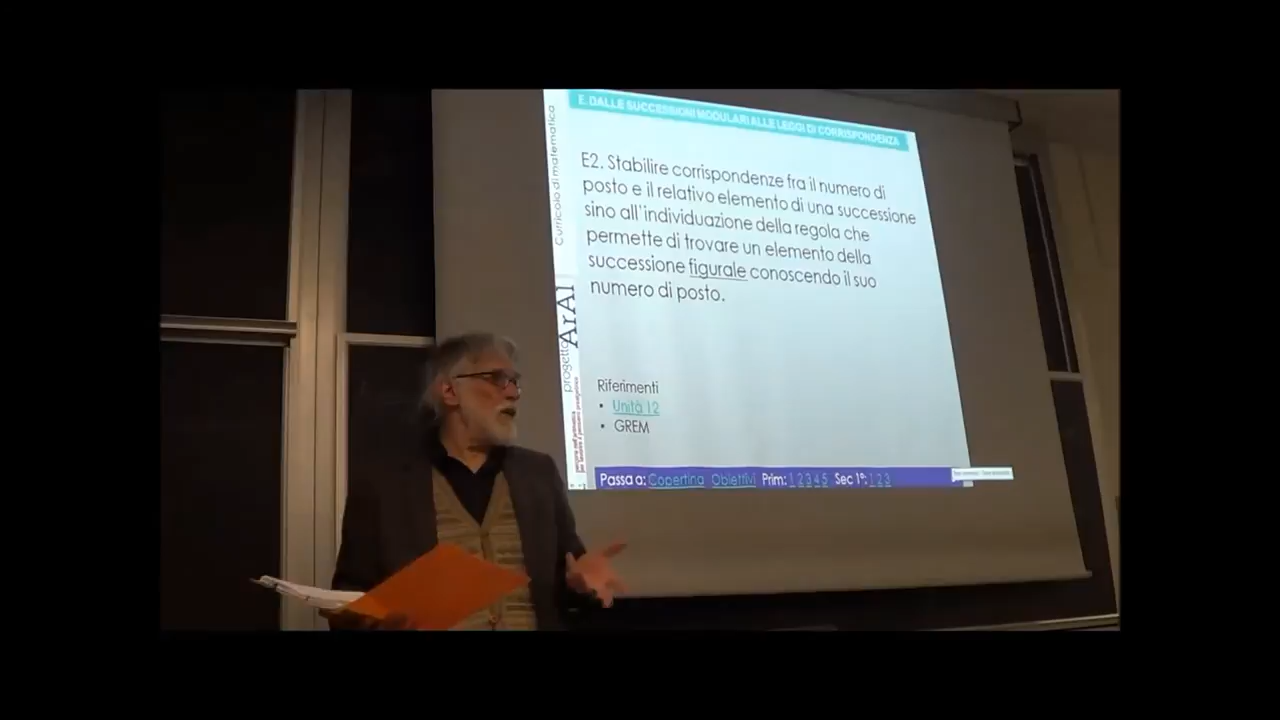 E. DALLE SUCCESSIONI MODULARI ALLE LEGGI DI CORRISPONDENZA
E2. Stabilire corrispondenze fra il numero di
posto e il relativo elemento di una successione
sino all'individuazione della regola che
permette di trovare un elemento della
successione figurale conoscendo il suo
numero di posto.
Riferimenti
• Unità 12
• GREM
Passa a: Copertina Obiettivi Prim: 1 2 3 4 5 Sec 1°: 1 2 3
Curricolo di matematica
progetto ArAl